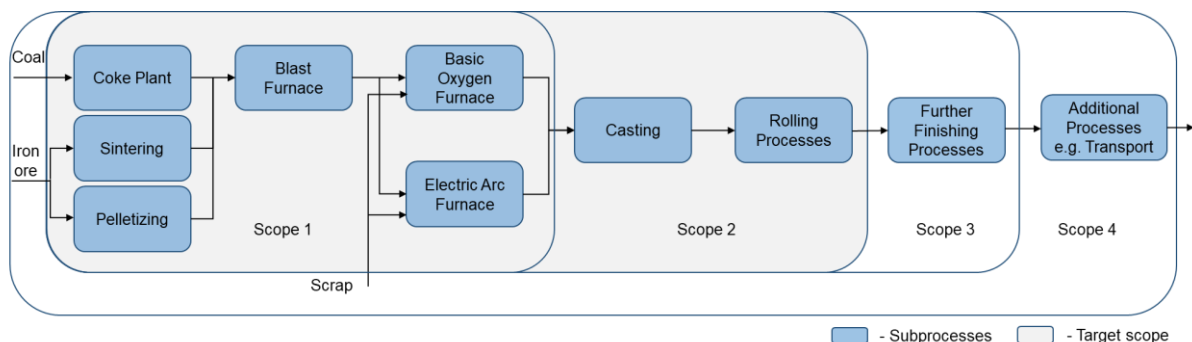 Coal
Coke Plant
Blast
Furnace
Basic
Oxygen
Furnace
Iron
ore
Sintering
Casting
Rolling
Processes
Further
Finishing
Processes
Additional
Processes
e.g. Transport
Pelletizing
Electric Arc
Furnace
Scope 1
Scope 2
Scope 3
Scope 4
Scrap
- Subprocesses
- Target scope